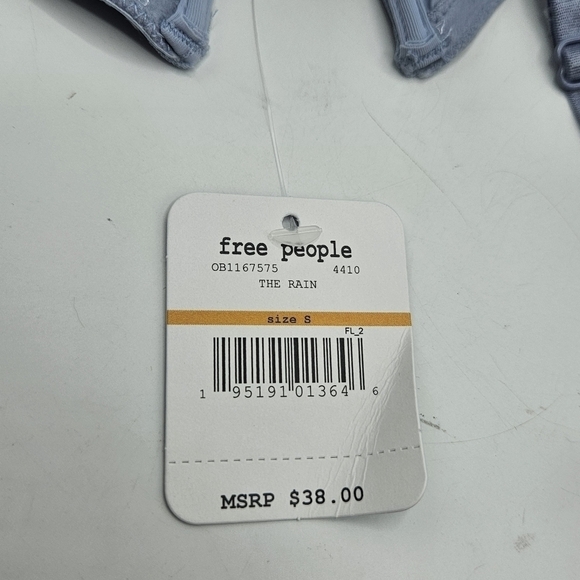 free people
OB1167575 4410
THE RAIN
size S
FL_2
1 95191 01364 6
MSRP $38.00